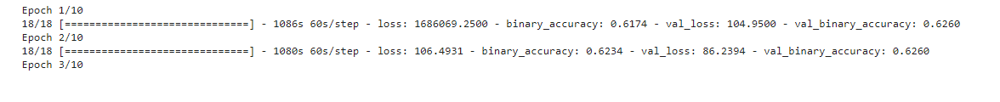 Epoch 1/10
18/18 [==============================] - 1086s 60s/step - loss: 1686069.2500 - binary_accuracy: 0.6174 - val_loss: 104.9500 - val_binary_accuracy: 0.6260
Epoch 2/10
18/18 [==============================] - 1080s 60s/step - loss: 106.4931 - binary_accuracy: 0.6234 - val_loss: 86.2394 - val_binary_accuracy: 0.6260
Epoch 3/10